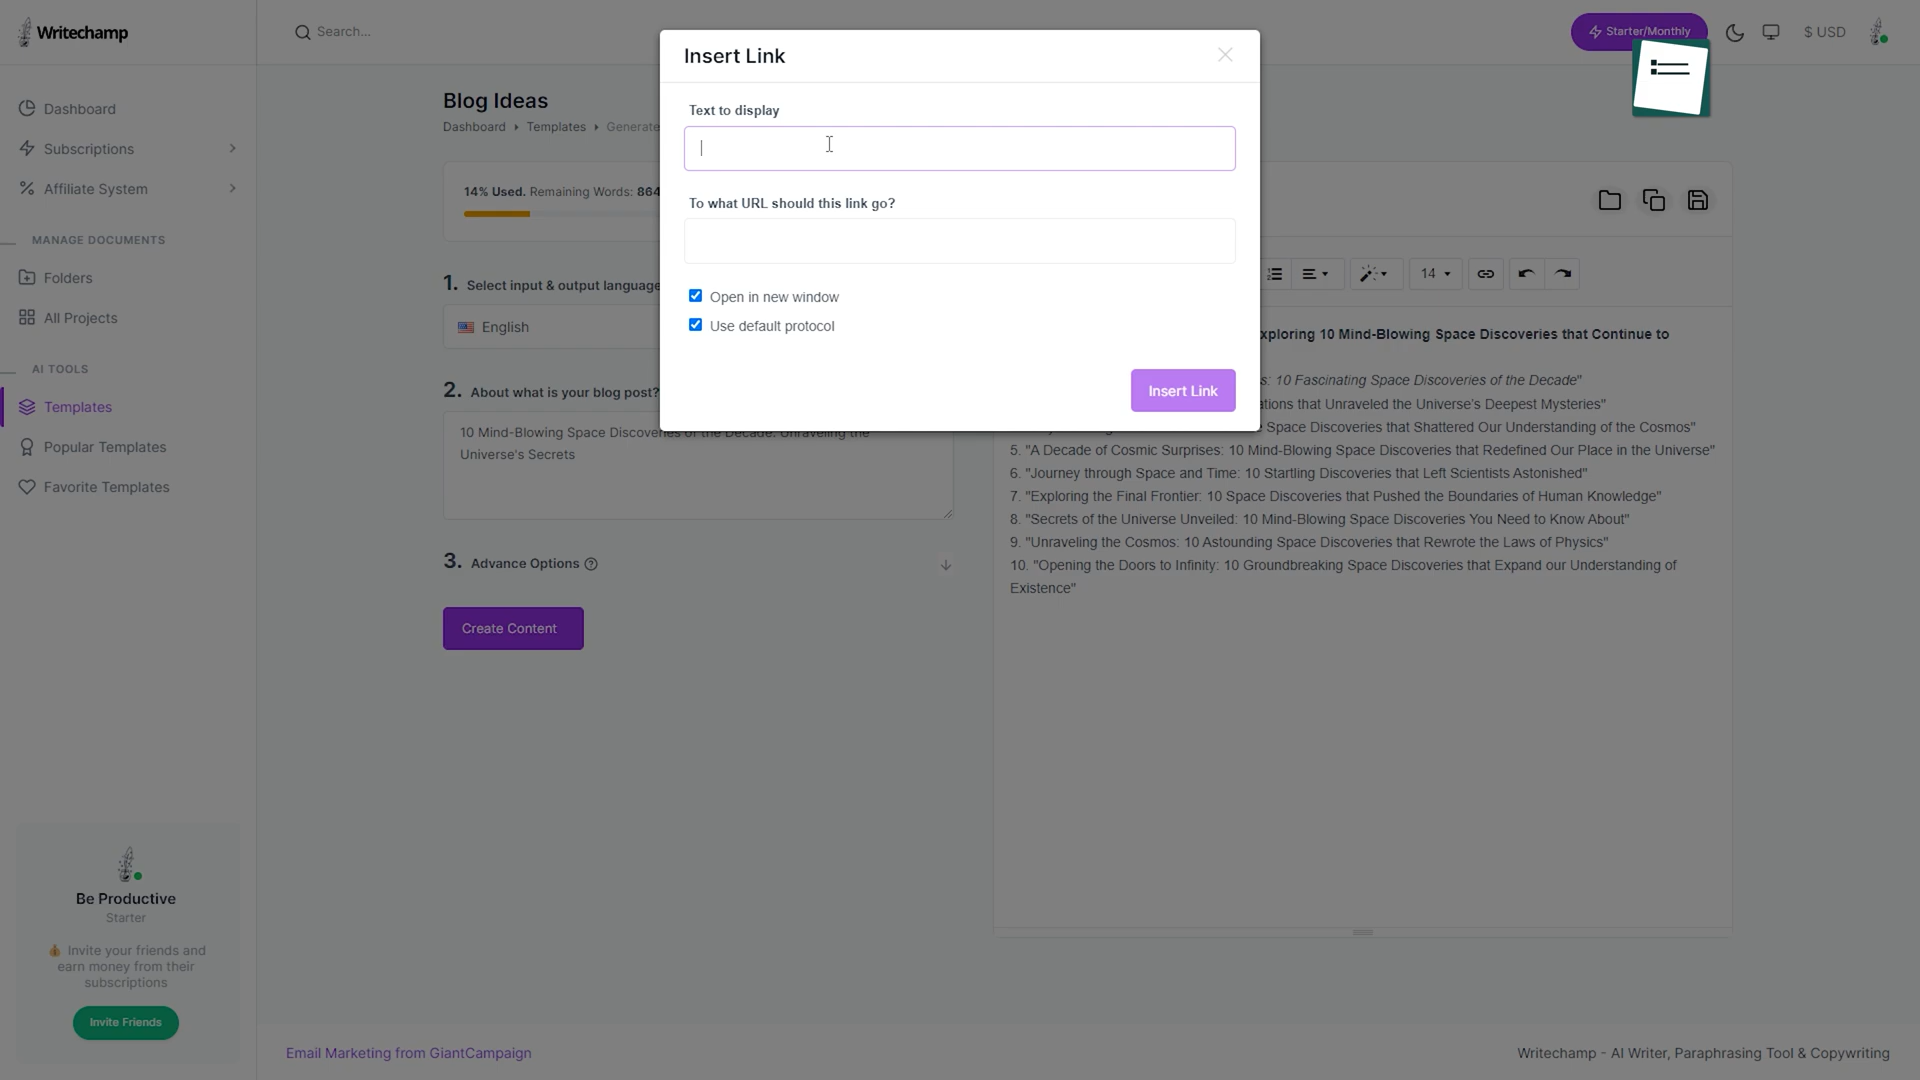 Writechamp
Search...
Starter/Monthly
$ USD
Dashboard
Subscriptions
Affiliate System
MANAGE DOCUMENTS
Folders
All Projects
AI TOOLS
Templates
Popular Templates
Favorite Templates
Be Productive
Starter
Invite your friends and
earn money from their
subscriptions
Invite Friends
Blog Ideas
Dashboard Templates Generate
14% Used. Remaining Words: 864
1. Select input & output language
English
2. About what is your blog post?
10 Mind-Blowing Space Discoveries of the Decade: Unraveling the
Universe's Secrets
3. Advance Options
Create Content
Insert Link
Text to display
To what URL should this link go?
Open in new window
Use default protocol
Insert Link
14
xploring 10 Mind-Blowing Space Discoveries that Continue to
s: 10 Fascinating Space Discoveries of the Decade"
ations that Unraveled the Universe's Deepest Mysteries"
Space Discoveries that Shattered Our Understanding of the Cosmos"
5. "A Decade of Cosmic Surprises: 10 Mind-Blowing Space Discoveries that Redefined Our Place in the Universe"
6. "Journey through Space and Time: 10 Startling Discoveries that Left Scientists Astonished"
7. "Exploring the Final Frontier: 10 Space Discoveries that Pushed the Boundaries of Human Knowledge"
8. "Secrets of the Universe Unveiled: 10 Mind-Blowing Space Discoveries You Need to Know About"
9. "Unraveling the Cosmos: 10 Astounding Space Discoveries that Rewrote the Laws of Physics"
10. "Opening the Doors to Infinity: 10 Groundbreaking Space Discoveries that Expand our Understanding of
Existence"
Email Marketing from GiantCampaign
Writechamp - AI Writer, Paraphrasing Tool & Copywriting